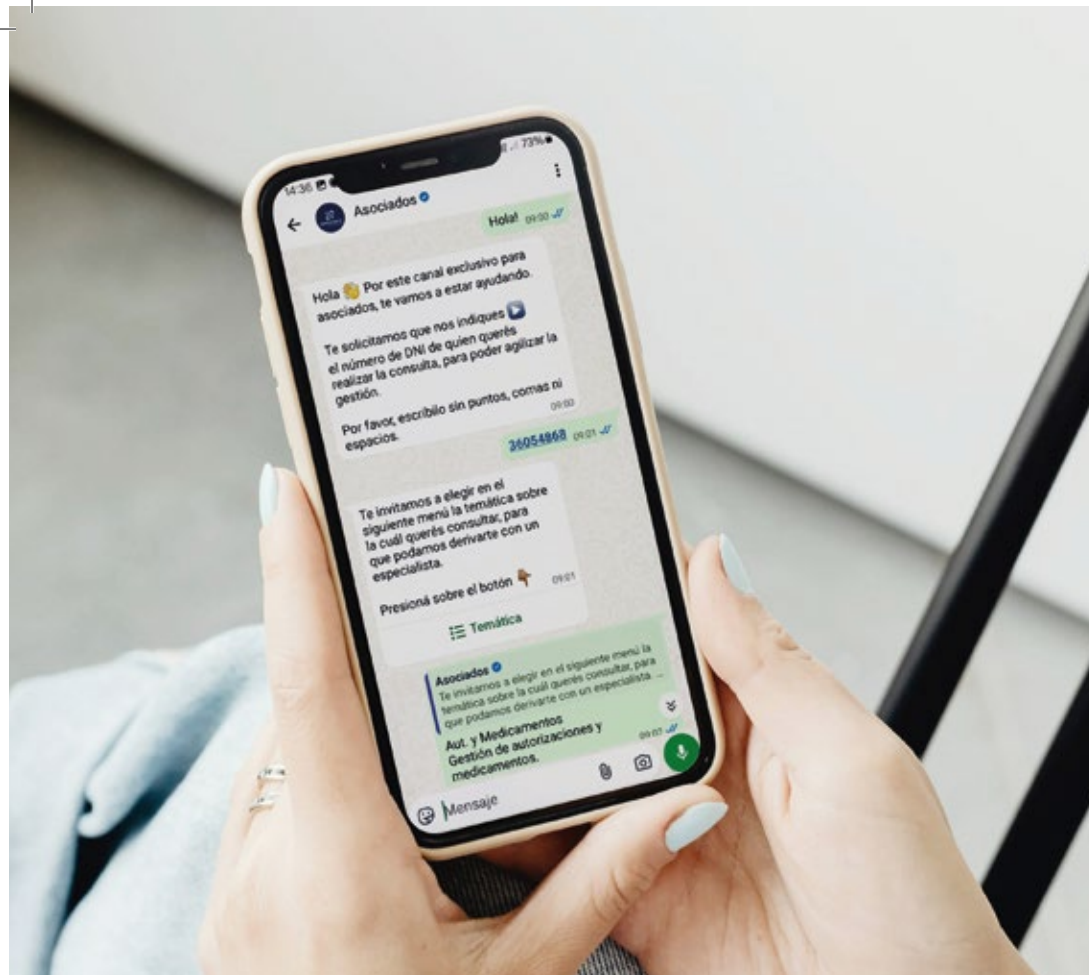 14:36
73%
Asociados
Hola! 09:00
Hola 👋 Por este canal exclusivo para
asociados, te vamos a estar ayudando.
Te solicitamos que nos indiques ▶️
el número de DNI de quien querés
realizar la consulta, para poder agilizar la
gestión.
Por favor, escribilo sin puntos, comas ni
espacios.
09:00
36054868 09:01
Te invitamos a elegir en el
siguiente menú la temática sobre
la cuál querés consultar, para
que podamos derivarte con un
especialista.
Presioná sobre el botón 👇🏾 09:01
Temática
Asociados
Te invitamos a elegir en el siguiente menú la
temática sobre la cuál querés consultar, para
que podamos derivarte con un especialista. ...
Aut. y Medicamentos
Gestión de autorizaciones y
medicamentos.
Mensaje